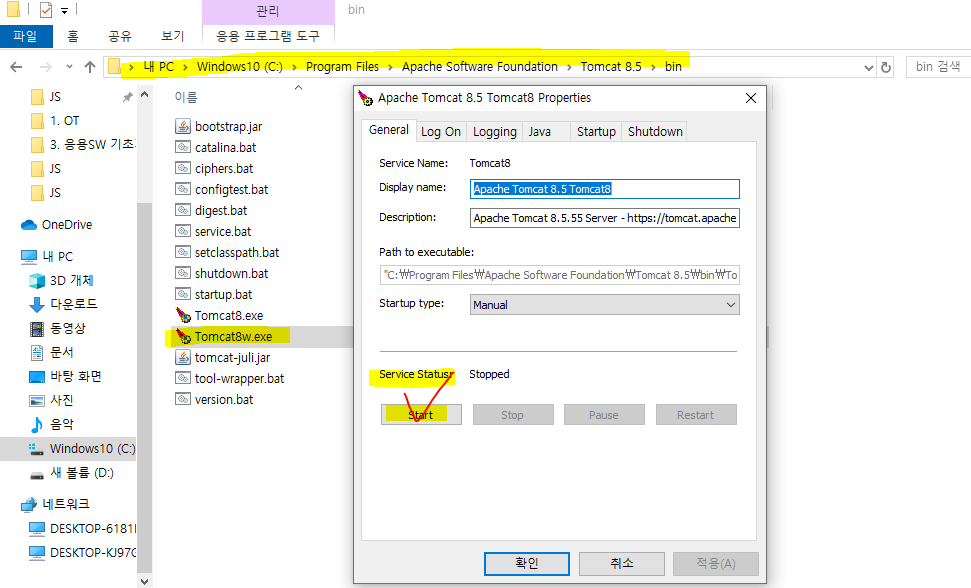 관리
bin
파일
홈
공유
보기
응용 프로그램 도구
내 PC > Windows10 (C:) > Program Files > Apache Software Foundation > Tomcat 8.5 > bin
bin 검색
JS
1. OT
3. 응용SW 기초
JS
JS
OneDrive
내 PC
3D 개체
다운로드
동영상
문서
바탕 화면
사진
음악
Windows10 (C:)
새 볼륨 (D:)
네트워크
DESKTOP-6181
DESKTOP-KJ97
이름
bootstrap.jar
catalina.bat
ciphers.bat
configtest.bat
digest.bat
service.bat
setclasspath.bat
shutdown.bat
startup.bat
Tomcat8.exe
Tomcat8w.exe
tomcat-juli.jar
tool-wrapper.bat
version.bat
Apache Tomcat 8.5 Tomcat8 Properties
General
Log On
Logging
Java
Startup
Shutdown
Service Name: Tomcat8
Display name: Apache Tomcat 8.5 Tomcat8
Description: Apache Tomcat 8.5.55 Server - https://tomcat.apache
Path to executable:
"C:₩Program Files₩Apache Software Foundation₩Tomcat 8.5₩bin₩To
Startup type: Manual
Service Status: Stopped
Start
Stop
Pause
Restart
확인
취소
적용(A)